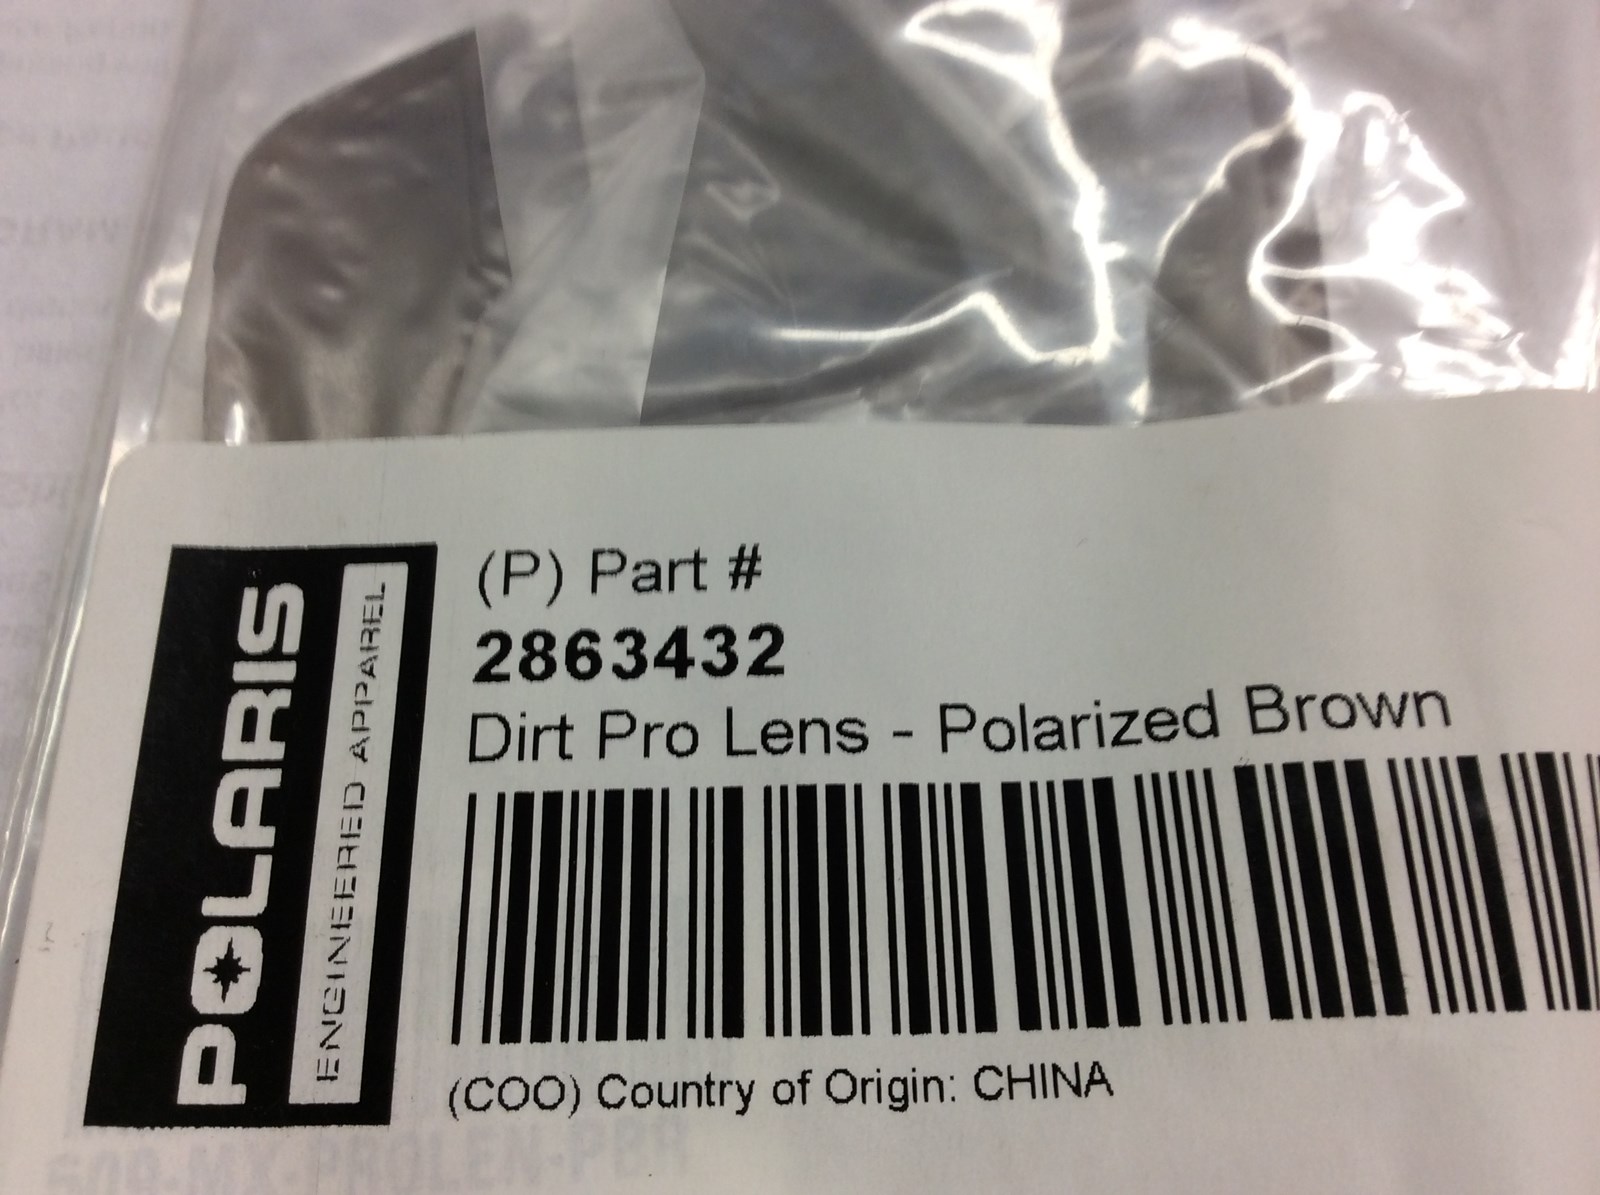 POLARIS
ENGINEERED APPAREL
(P) Part #
2863432
Dirt Pro Lens - Polarized Brown
(COO) Country of Origin: CHINA